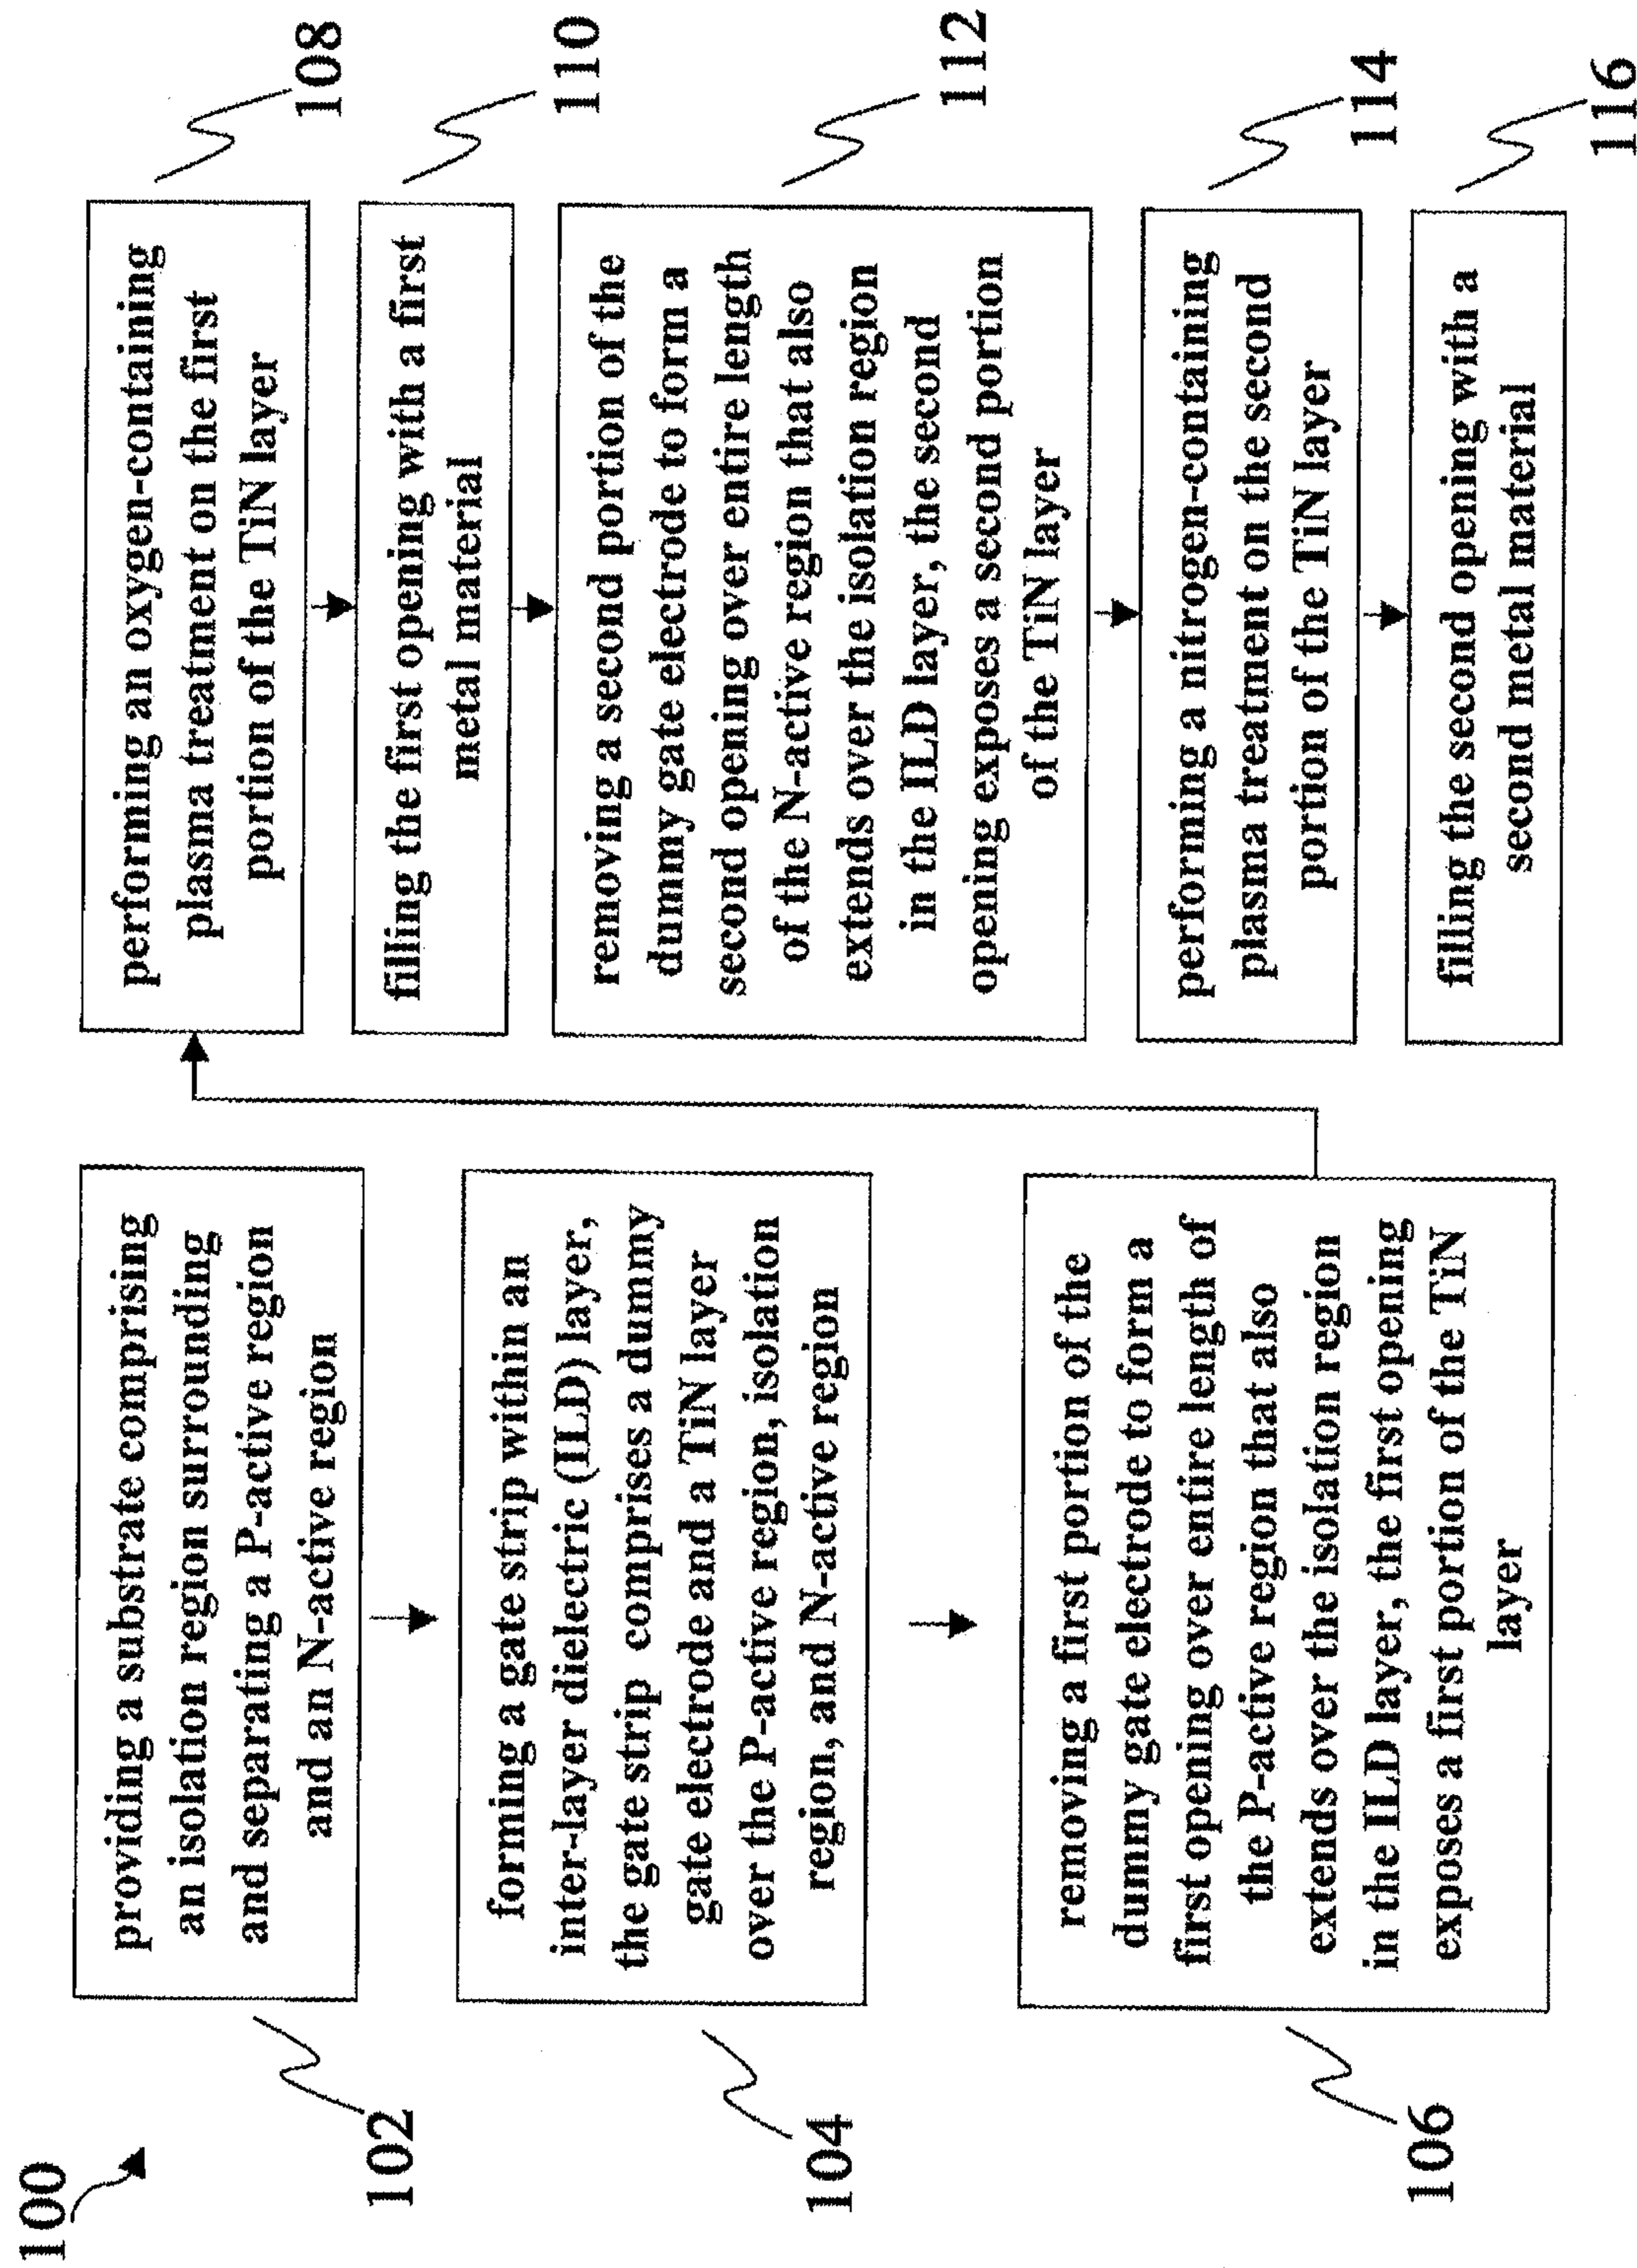 100
providing a substrate comprising
an isolation region surrounding
and separating a P-active region
and an N-active region
102
forming a gate strip within an
inter-layer dielectric (ILD) layer,
the gate strip comprises a dummy
gate electrode and a TiN layer
over the P-active region, isolation
region, and N-active region
104
removing a first portion of the
dummy gate electrode to form a
first opening over entire length of
the P-active region that also
extends over the isolation region
in the ILD layer, the first opening
exposes a first portion of the TiN
layer
106
performing an oxygen-containing
plasma treatment on the first
portion of the TiN layer
108
filling the first opening with a first
metal material
110
removing a second portion of the
dummy gate electrode to form a
second opening over entire length
of the N-active region that also
extends over the isolation region
in the ILD layer, the second
opening exposes a second portion
of the TiN layer
112
performing a nitrogen-containing
plasma treatment on the second
portion of the TiN layer
114
filling the second opening with a
second metal material
116